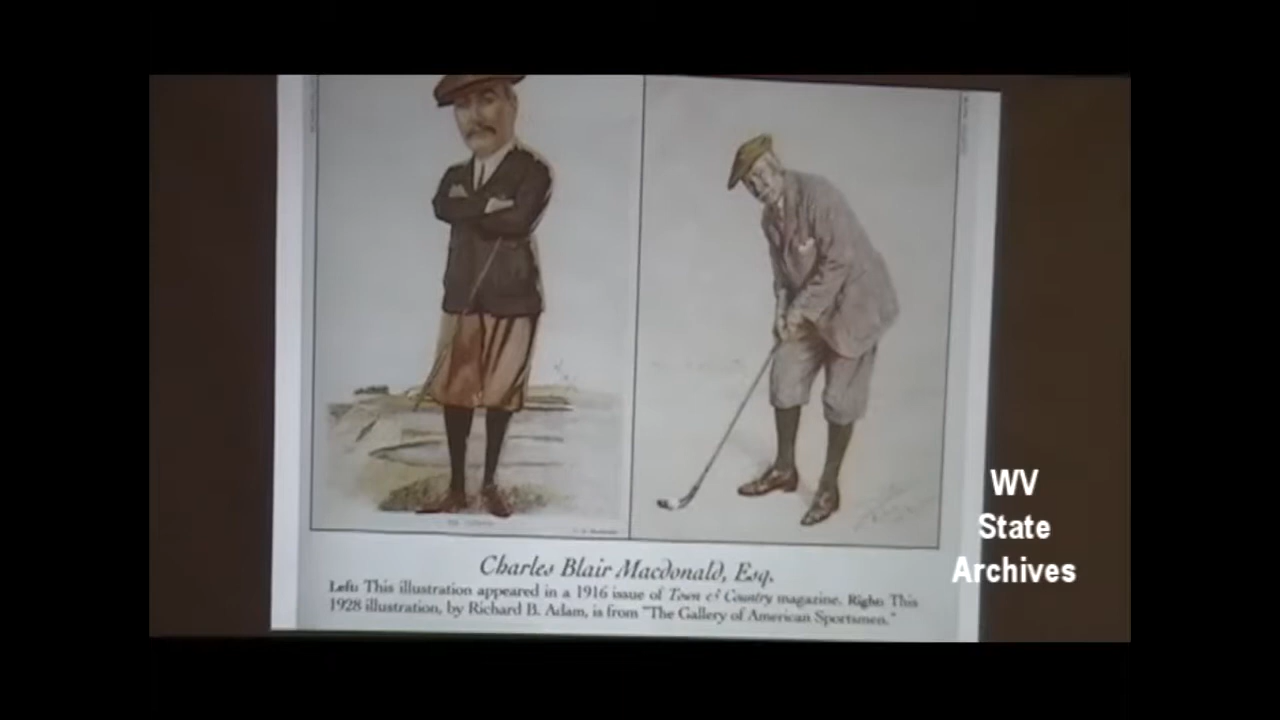 Charles Blair Macdonald, Esq.
Left: This illustration appeared in a 1916 issue of Town & Country magazine. Right: This
1928 illustration, by Richard B. Adam, is from "The Gallery of American Sportsmen."
WV
State
Archives